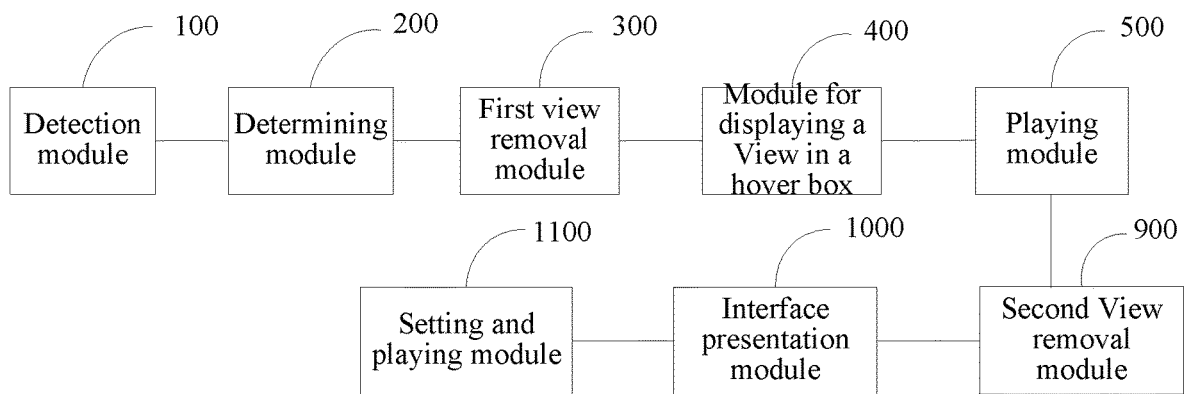 100
200
300
400
500
Detection
module
Determining
module
First view
removal
module
Module for
displaying a
View in a
hover box
Playing
module
1100
1000
900
Setting and
playing module
Interface
presentation
module
Second View
removal
module